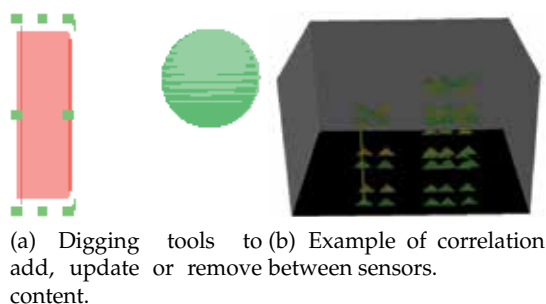 (a) Digging tools to
add, update or remove
content.
(b) Example of correlation
between sensors.